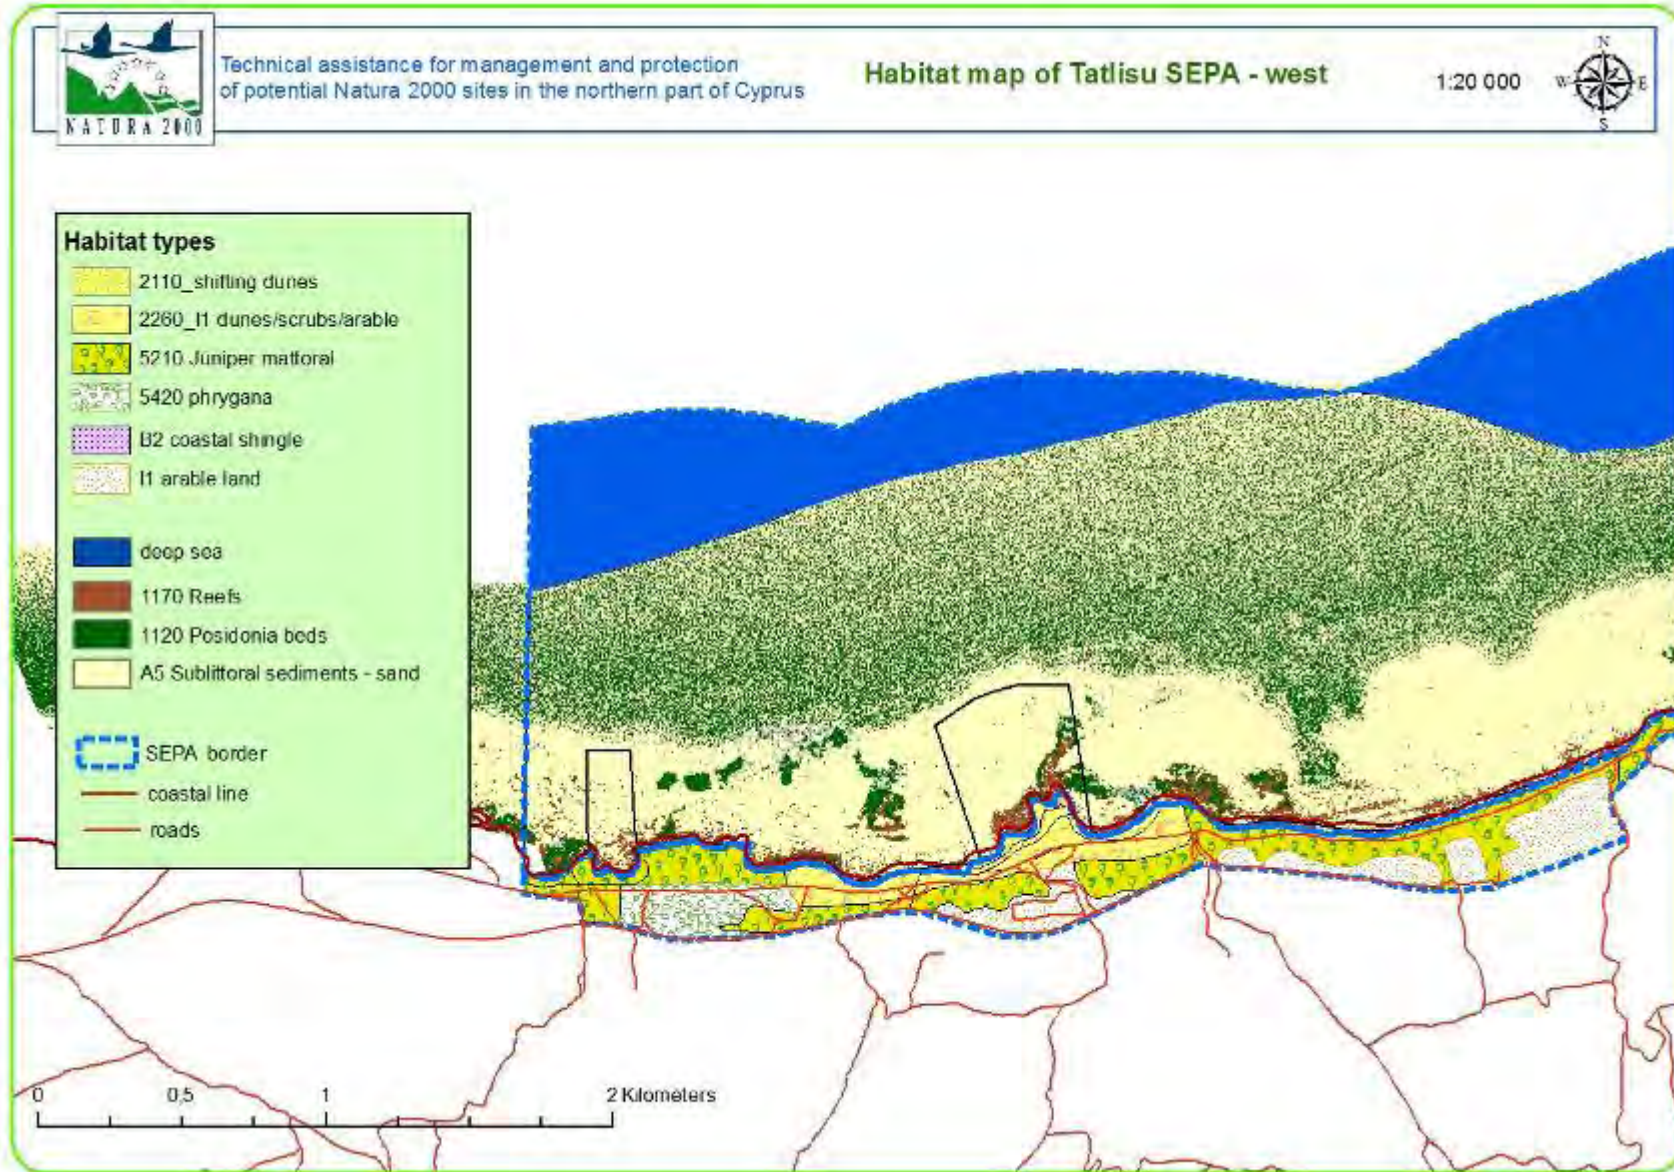 NATURA 2000
Technical assistance for management and protection
of potential Natura 2000 sites in the northern part of Cyprus
Habitat map of Tatlisu SEPA - west
1:20 000
N
W
E
S
Habitat types
2110_shifting dunes
2260_I1 dunes/scrubs/arable
5210 Juniper mattoral
5420 phrygana
B2 coastal shingle
I1 arable land
deep sea
1170 Reefs
1120 Posidonia beds
A5 Sublittoral sediments - sand
SEPA border
coastal line
roads
0 0,5 1 2 Kilometers